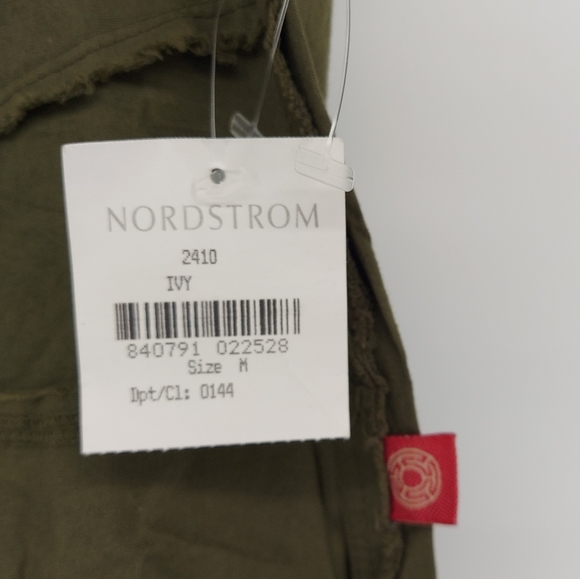 NORDSTROM
2410
IVY
840791 022528
Size M
Dpt/Cl: 0144